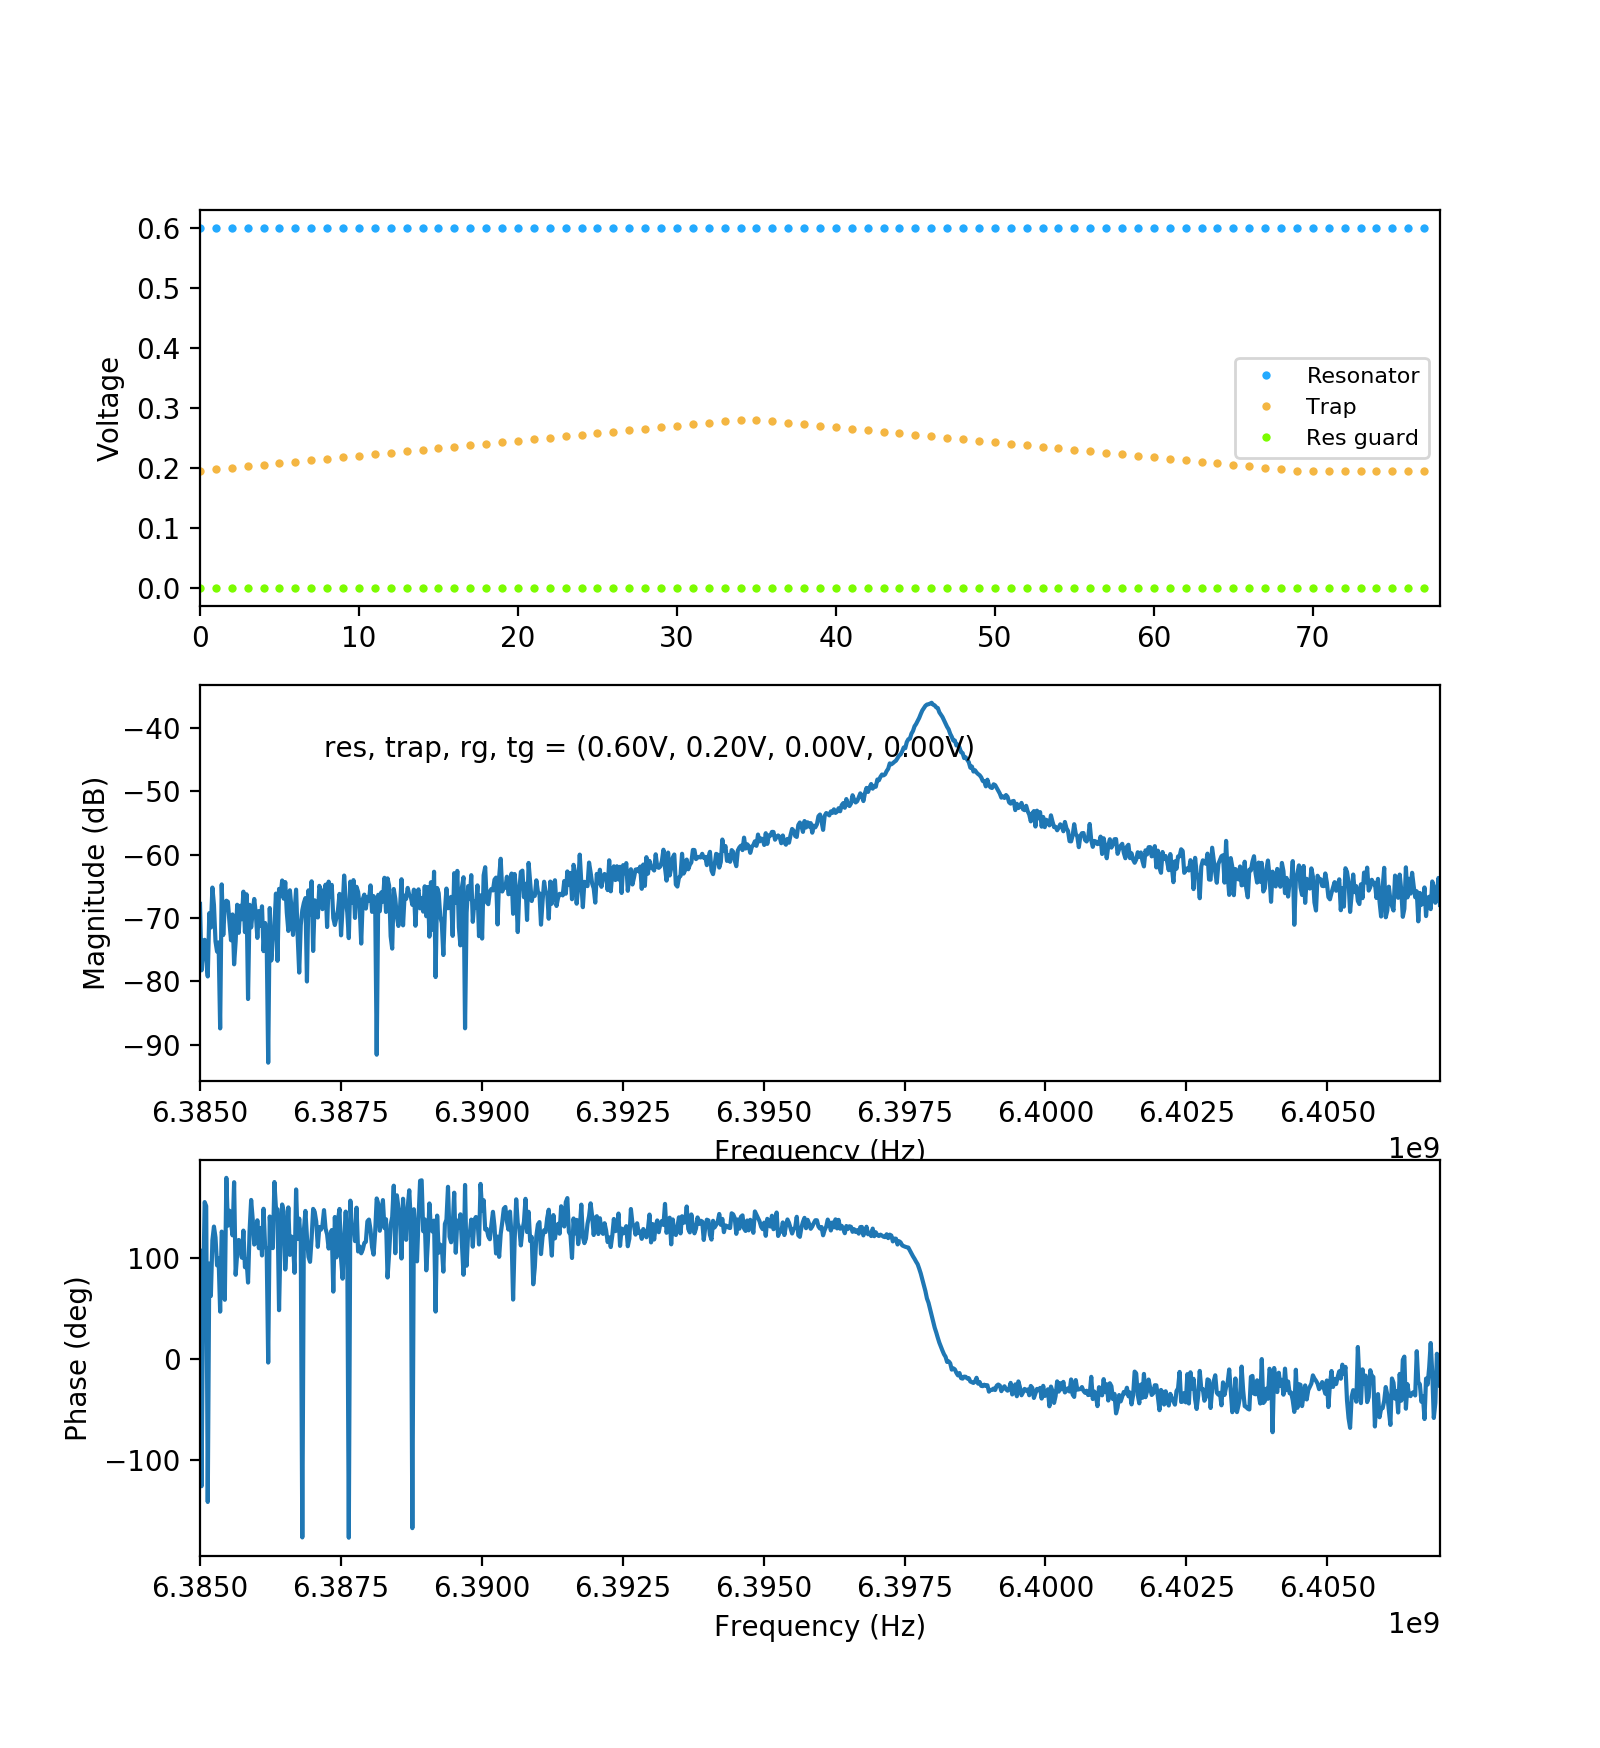 0.6
0.5
0.4
0.3
0.2
0.1
0.0
Voltage
Resonator
Trap
Res guard
0 10 20 30 40 50 60 70
−40
−50
−60
−70
−80
−90
Magnitude (dB)
res, trap, rg, tg = (0.60V, 0.20V, 0.00V, 0.00V)
6.3850 6.3875 6.3900 6.3925 6.3950 6.3975 6.4000 6.4025 6.4050
Frequency (Hz)
1e9
100
0
−100
Phase (deg)
6.3850 6.3875 6.3900 6.3925 6.3950 6.3975 6.4000 6.4025 6.4050
Frequency (Hz)
1e9